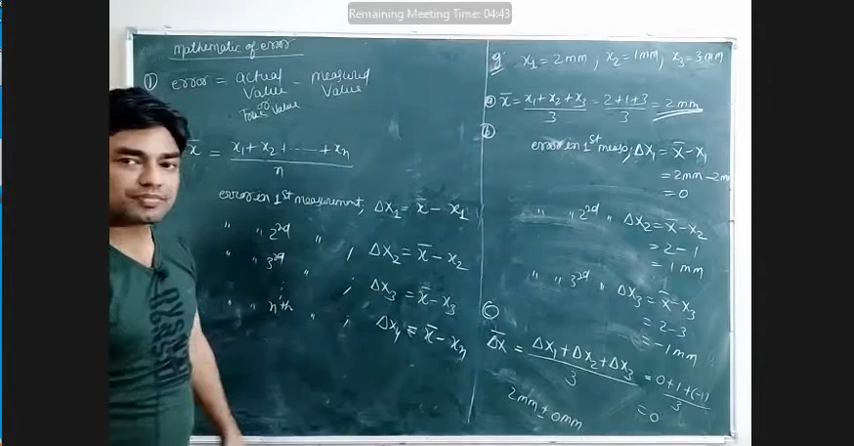 Remaining Meeting Time: 04:43
mathematic of error
① error = actual Value - measured Value
or
True Value
x̄ = (x₁ + x₂ + ...... + xₙ) / n
error in 1st measurement, Δx₁ = x̄ - x₁
" " 2nd " , Δx₂ = x̄ - x₂
" " 3rd " ; Δx₃ = x̄ - x₃
" " n'th " ; = x̄ - xₙ
g: x₁ = 2mm, x₂ = 1mm, x₃ = 3mm
ⓐ x̄ = (x₁+x₂+x₃) / 3 = (2+1+3) / 3 = 2mm
ⓑ
error in 1st meas; Δx₁ = x̄ - x₁
= 2mm - 2m
= 0
" " 2nd " Δx₂ = x̄ - x₂
= 2 - 1
= 1mm
" " 3rd " Δx₃ = x̄ - x₃
= 2 - 3
= -1mm
ⓒ
Δ̄x = (Δx₁ + Δx₂ + Δx₃) / 3 = (0+1+(-1)) / 3
= 0
2mm ± 0mm